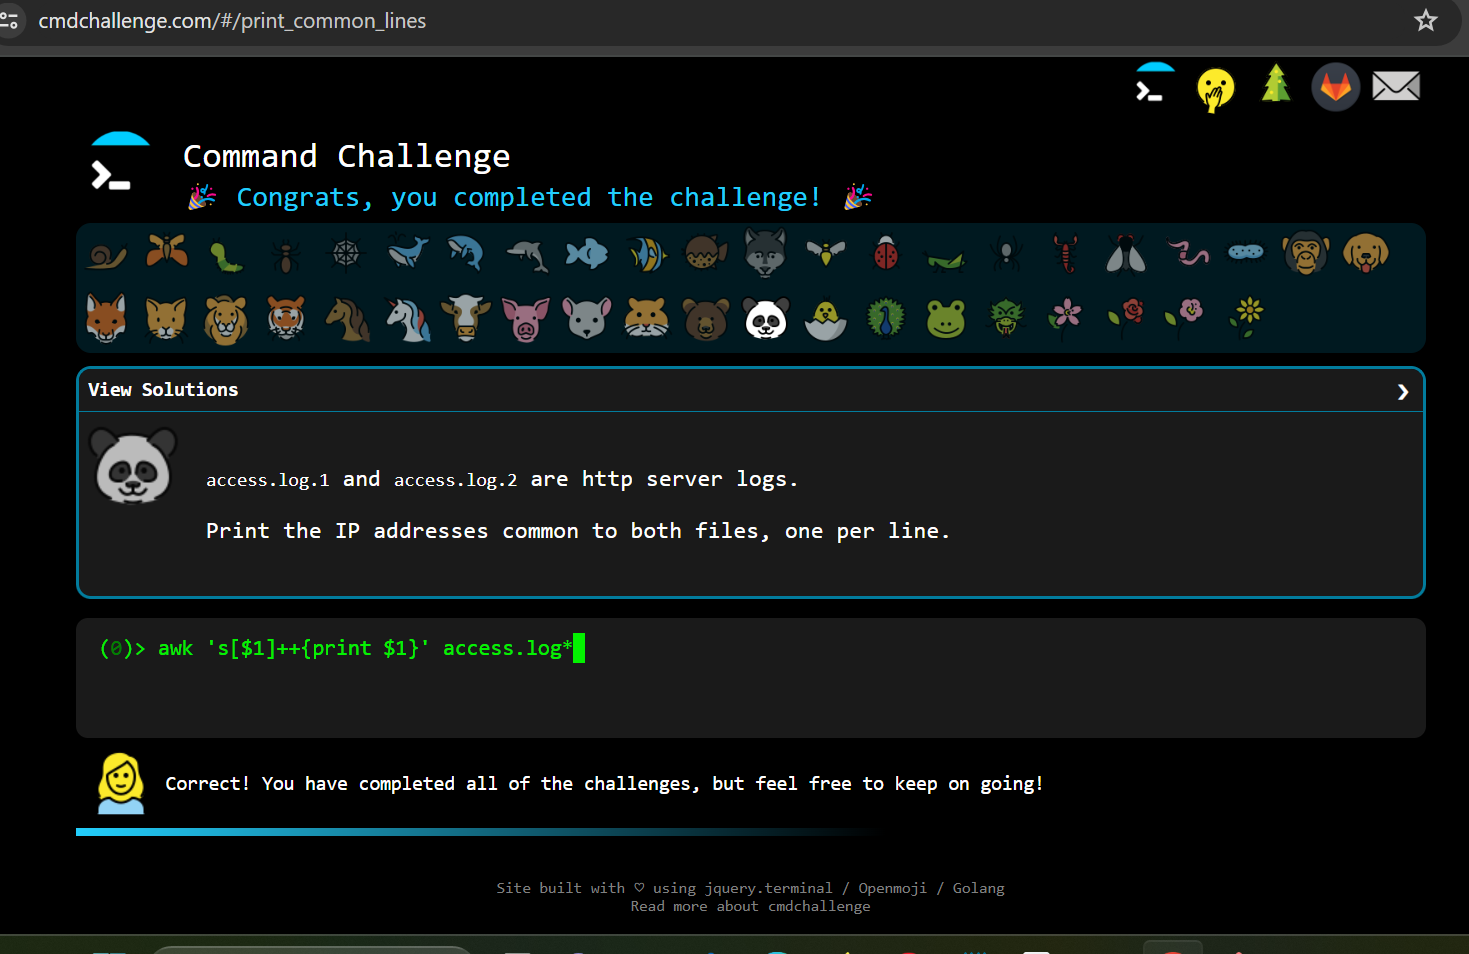 cmdchallenge.com/#/print_common_lines
Command Challenge
Congrats, you completed the challenge!
View Solutions
access.log.1 and access.log.2 are http server logs.
Print the IP addresses common to both files, one per line.
(0)> awk 's[$1]++{print $1}' access.log*
Correct! You have completed all of the challenges, but feel free to keep on going!
Site built with ♡ using jquery.terminal / Openmoji / Golang
Read more about cmdchallenge